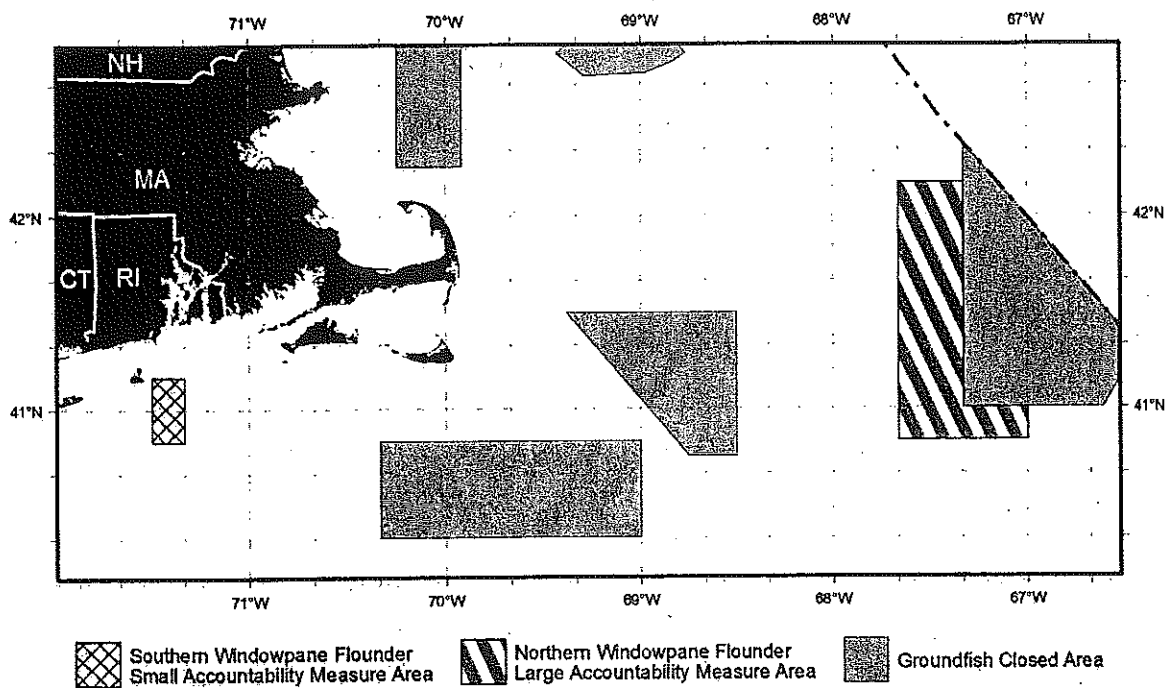 71°W 70°W 69°W 68°W 67°W
NH
MA
42°N 42°N
CT RI
41°N 41°N
71°W 70°W 69°W 68°W 67°W
Southern Windowpane Flounder
Small Accountability Measure Area
Northern Windowpane Flounder
Large Accountability Measure Area
Groundfish Closed Area